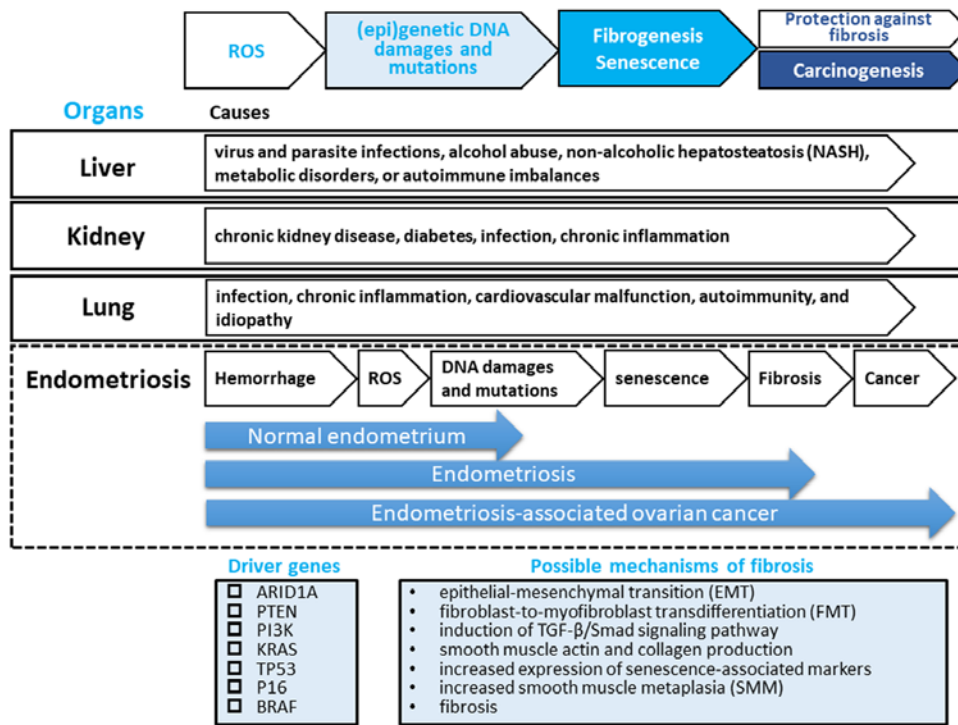 ROS
(epi)genetic DNA
damages and
mutations
Fibrogenesis
Senescence
Protection against
fibrosis
Carcinogenesis
Organs
Causes
Liver
virus and parasite infections, alcohol abuse, non-alcoholic hepatosteatosis (NASH),
metabolic disorders, or autoimmune imbalances
Kidney
chronic kidney disease, diabetes, infection, chronic inflammation
Lung
infection, chronic inflammation, cardiovascular malfunction, autoimmunity, and
idiopathy
Endometriosis
Hemorrhage
ROS
DNA damages
and mutations
senescence
Fibrosis
Cancer
Normal endometrium
Endometriosis
Endometriosis-associated ovarian cancer
Driver genes
ARID1A
PTEN
PI3K
KRAS
TP53
P16
BRAF
Possible mechanisms of fibrosis
• epithelial-mesenchymal transition (EMT)
• fibroblast-to-myofibroblast transdifferentiation (FMT)
• induction of TGF-β/Smad signaling pathway
• smooth muscle actin and collagen production
• increased expression of senescence-associated markers
• increased smooth muscle metaplasia (SMM)
• fibrosis